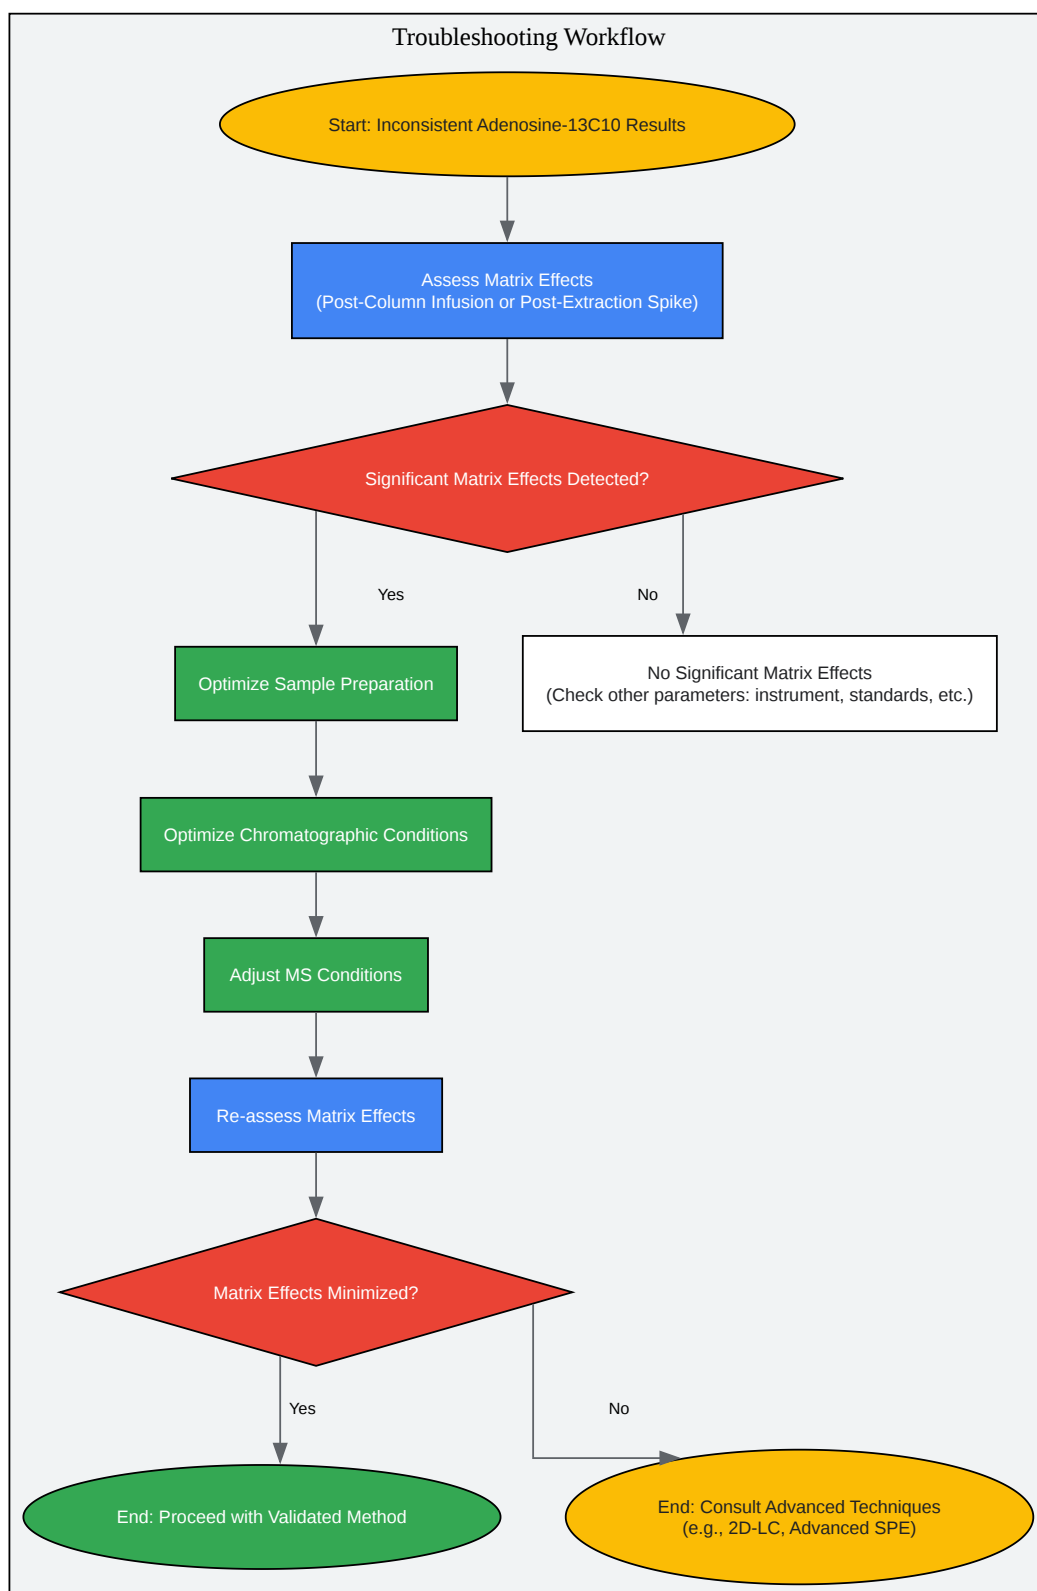 Troubleshooting Workflow
Start: Inconsistent Adenosine-13C10 Results
Assess Matrix Effects
(Post-Column Infusion or Post-Extraction Spike)
Significant Matrix Effects Detected?
Yes
No
Optimize Sample Preparation
No Significant Matrix Effects
(Check other parameters: instrument, standards, etc.)
Optimize Chromatographic Conditions
Adjust MS Conditions
Re-assess Matrix Effects
Matrix Effects Minimized?
Yes
No
End: Proceed with Validated Method
End: Consult Advanced Techniques
(e.g., 2D-LC, Advanced SPE)